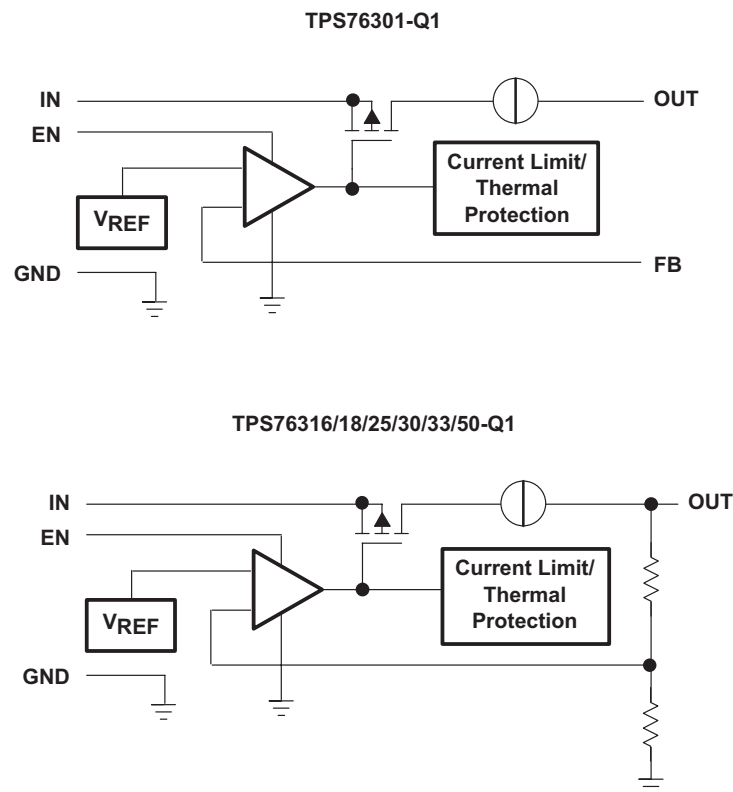 TPS76301-Q1
IN
OUT
EN
Current Limit/
Thermal
Protection
VREF
GND
FB
TPS76316/18/25/30/33/50-Q1
IN
OUT
EN
Current Limit/
Thermal
Protection
VREF
GND